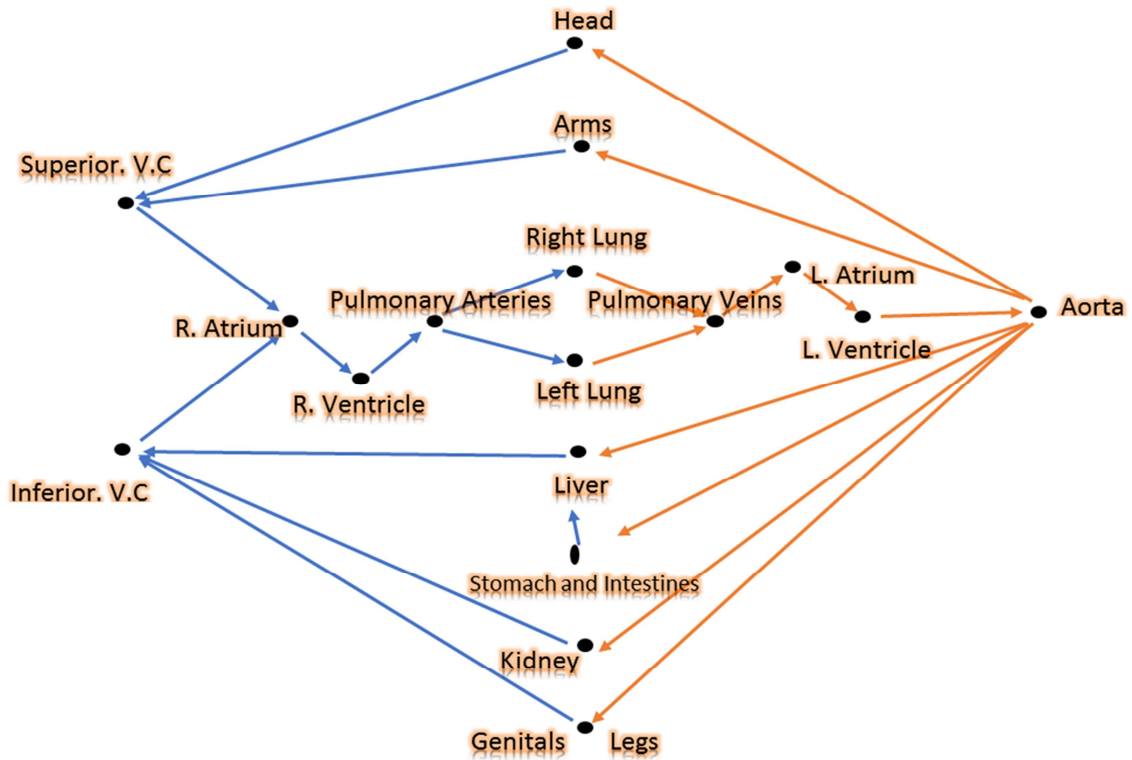 Head
Arms
Superior. V.C
Right Lung
L. Atrium
Pulmonary Arteries
Pulmonary Veins
Aorta
R. Atrium
L. Ventricle
Left Lung
R. Ventricle
Liver
Inferior. V.C
Stomach and Intestines
Kidney
Genitals Legs